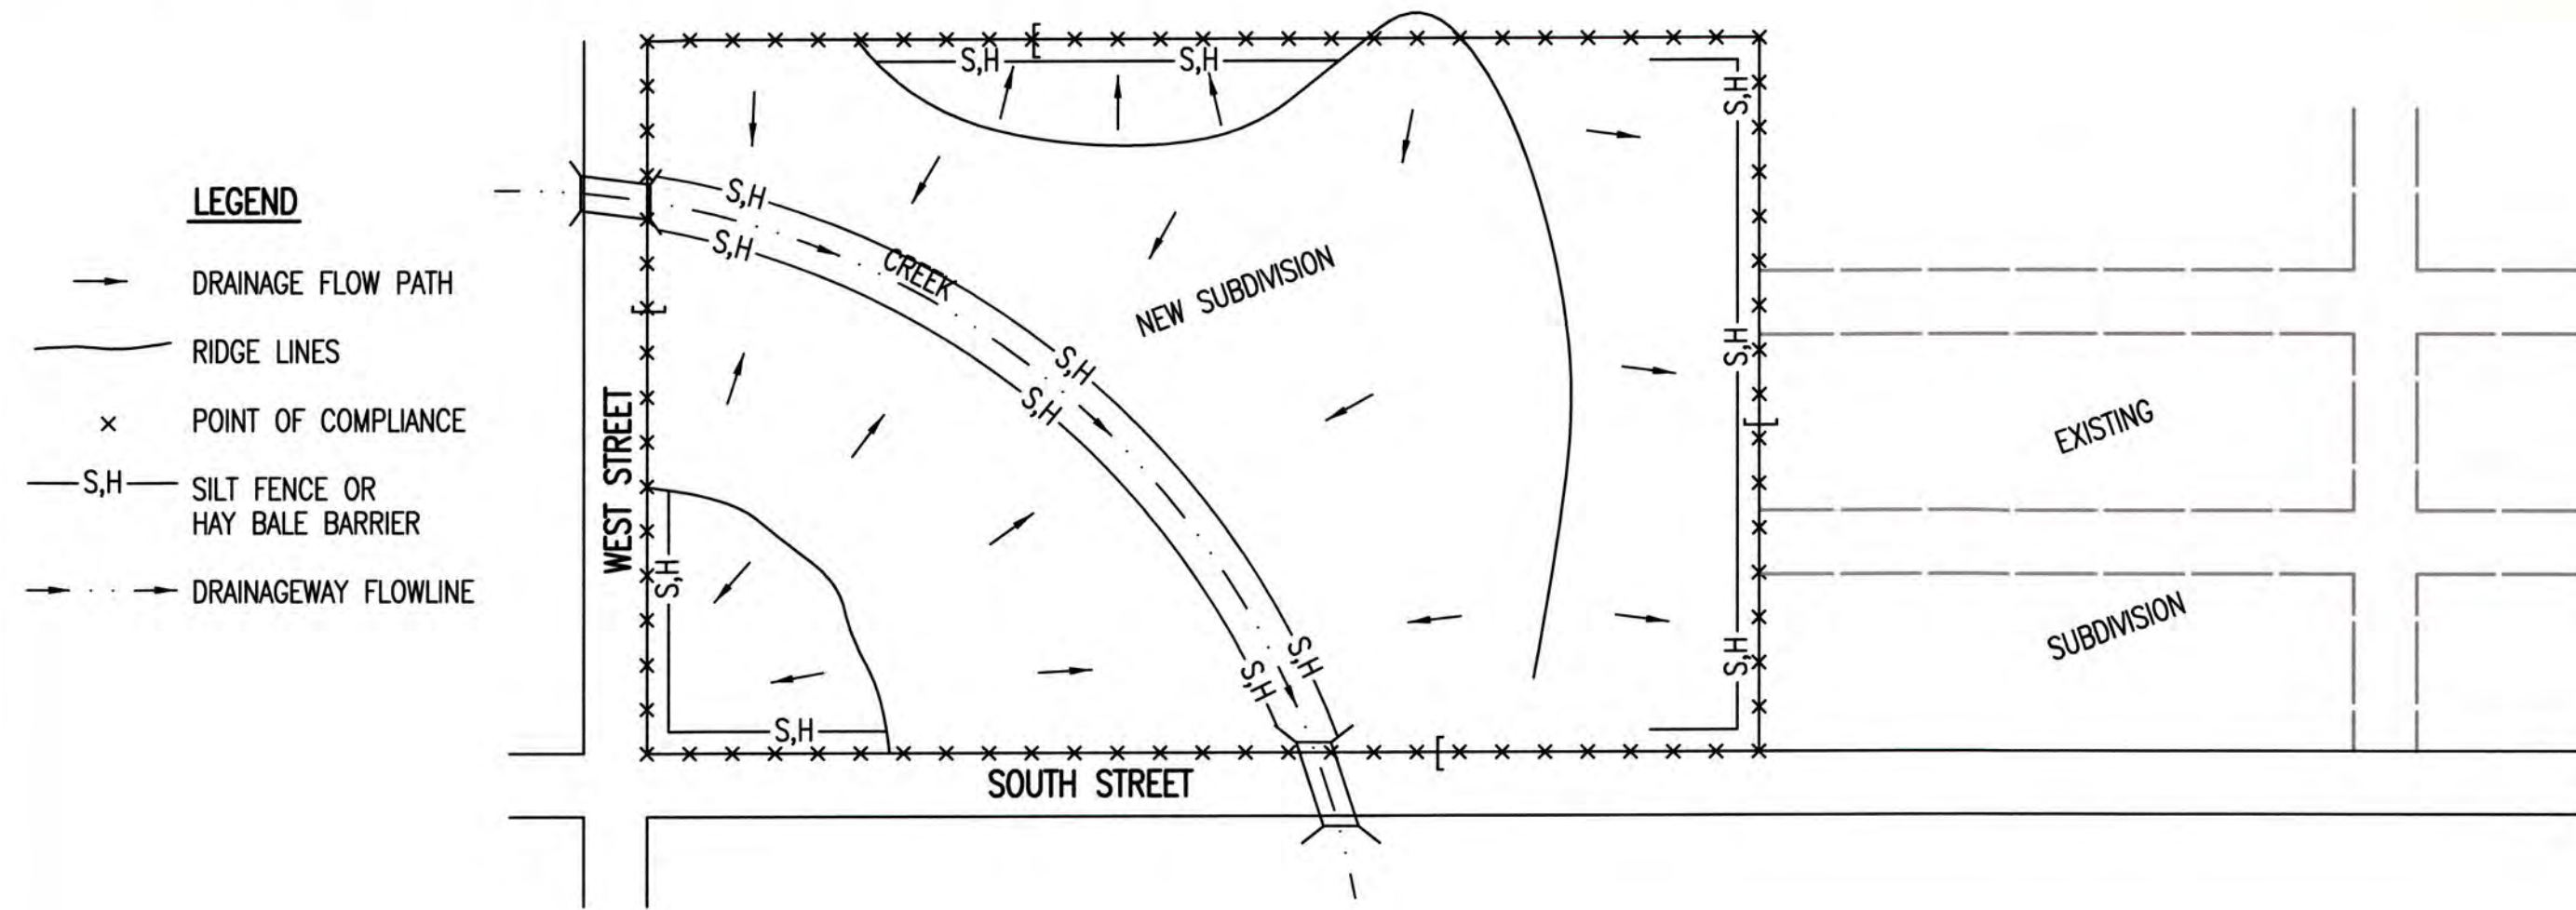 LEGEND
DRAINAGE FLOW PATH
RIDGE LINES
× POINT OF COMPLIANCE
S,H SILT FENCE OR
HAY BALE BARRIER
DRAINAGEWAY FLOWLINE
S,H
S,H
S,H
S,H
S,H
CREEK
NEW SUBDIVISION
S,H
S,H
S,H
WEST STREET
EXISTING
S,H
S,H
S,H
S,H
S,H
SUBDIVISION
S,H
SOUTH STREET